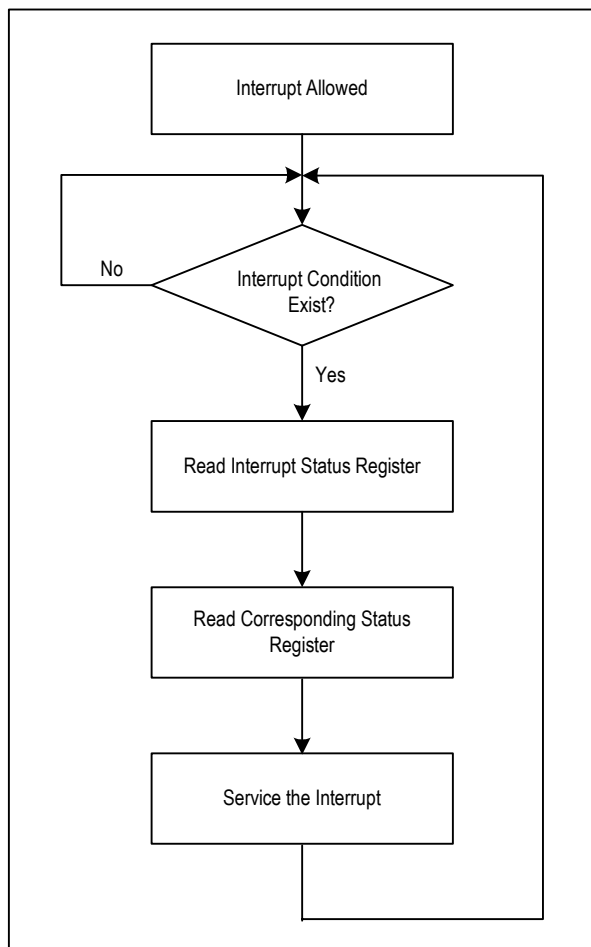 Interrupt Allowed
Interrupt Condition
Exist?
No
Yes
Read Interrupt Status Register
Read Corresponding Status
Register
Service the Interrupt